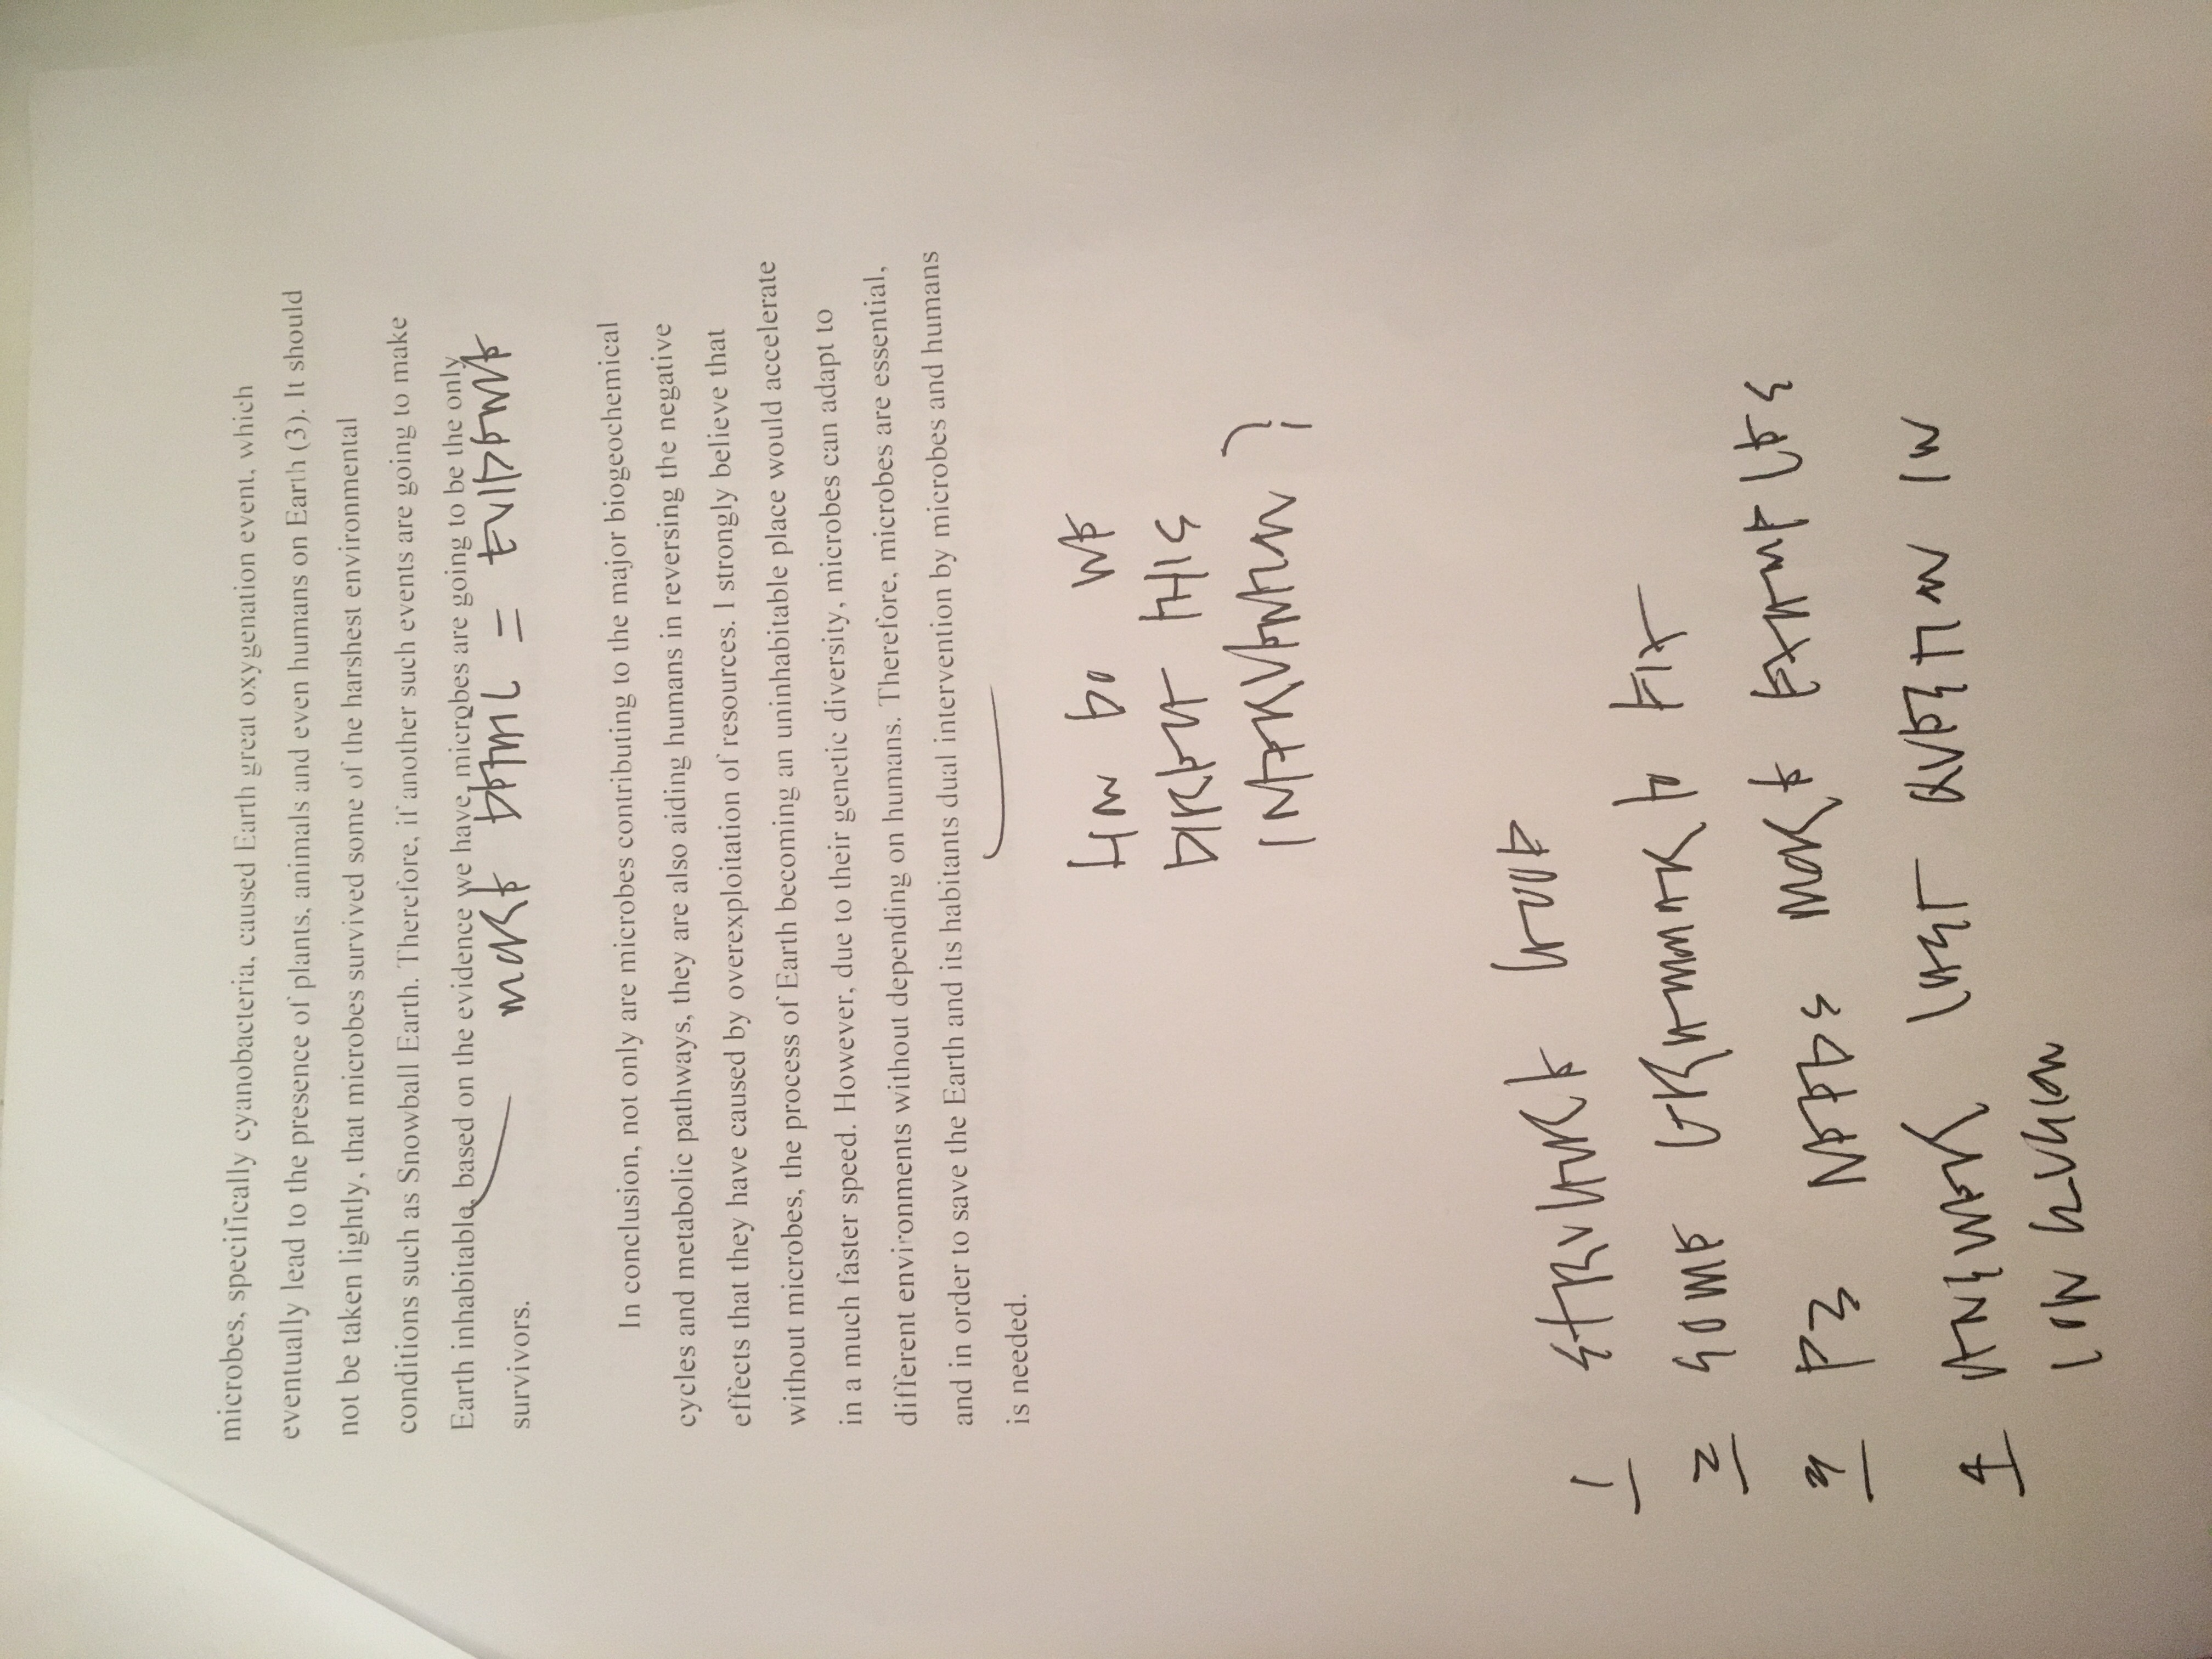 microbes, specifically cyanobacteria, caused Earth great oxygenation event, which
eventually lead to the presence of plants, animals and even humans on Earth (3). It should
not be taken lightly, that microbes survived some of the harshest environmental
conditions such as Snowball Earth. Therefore, if another such events are going to make
Earth inhabitable, based on the evidence we have, microbes are going to be the only
survivors.
MORE DETAIL = EVIDENCE
In conclusion, not only are microbes contributing to the major biogeochemical
cycles and metabolic pathways, they are also aiding humans in reversing the negative
effects that they have caused by overexploitation of resources. I strongly believe that
without microbes, the process of Earth becoming an uninhabitable place would accelerate
in a much faster speed. However, due to their genetic diversity, microbes can adapt to
different environments without depending on humans. Therefore, microbes are essential,
and in order to save the Earth and its habitants dual intervention by microbes and humans
is needed.
HOW DO WE
DIRECT THIS
INTERVENTION ?
1 STRUCTURE GOOD
2 SOME GRAMMAR TO FIX
3 P3 NEEDS MORE EXAMPLES
4 ANSWER LAST QUESTION IN
CONCLUSION